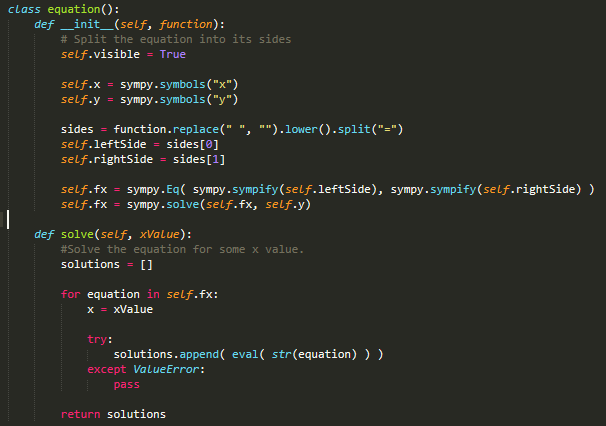 class equation():
    def __init__(self, function):
        # Split the equation into its sides
        self.visible = True
        self.x = sympy.symbols("x")
        self.y = sympy.symbols("y")
        sides = function.replace(" ", "").lower().split("=")
        self.leftSide = sides[0]
        self.rightSide = sides[1]
        self.fx = sympy.Eq( sympy.sympify(self.leftSide), sympy.sympify(self.rightSide) )
        self.fx = sympy.solve(self.fx, self.y)
    def solve(self, xValue):
        #Solve the equation for some x value.
        solutions = []
        for equation in self.fx:
            x = xValue
            try:
                solutions.append( eval( str(equation) ) )
            except ValueError:
                pass
        return solutions